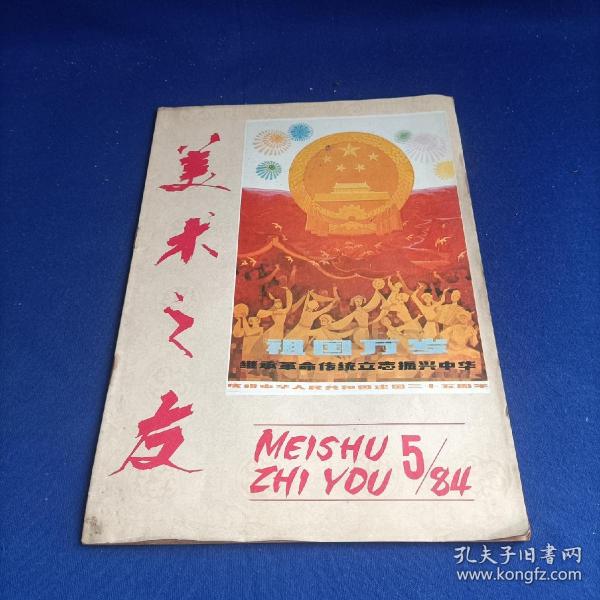 美术之友
祖国万岁
继承革命传统立志振兴中华
庆祝中华人民共和国建国三十五周年
MEISHU
ZHI YOU
5/84
孔夫子旧书网
www.kongfz.com